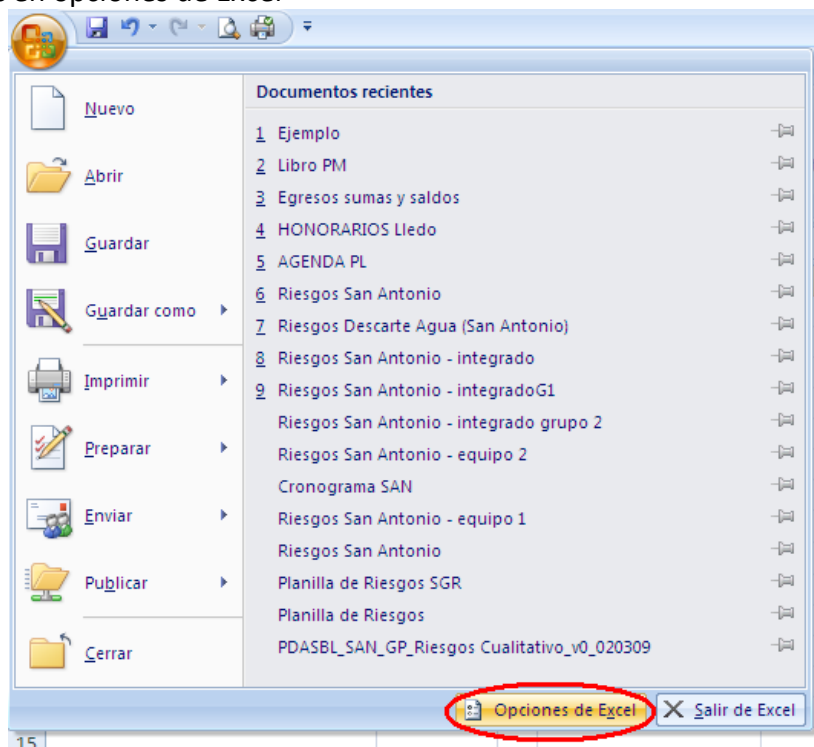 en opciones de Excel
Nuevo
Abrir
Guardar
Guardar como
Imprimir
Preparar
Enviar
Publicar
Cerrar
Documentos recientes
1 Ejemplo
2 Libro PM
3 Egresos sumas y saldos
4 HONORARIOS Lledo
5 AGENDA PL
6 Riesgos San Antonio
7 Riesgos Descarte Agua (San Antonio)
8 Riesgos San Antonio - integrado
9 Riesgos San Antonio - integradoG1
Riesgos San Antonio - integrado grupo 2
Riesgos San Antonio - equipo 2
Cronograma SAN
Riesgos San Antonio - equipo 1
Riesgos San Antonio
Planilla de Riesgos SGR
Planilla de Riesgos
PDASBL_SAN_GP_Riesgos Cualitativo_v0_020309
Opciones de Excel
Salir de Excel
15